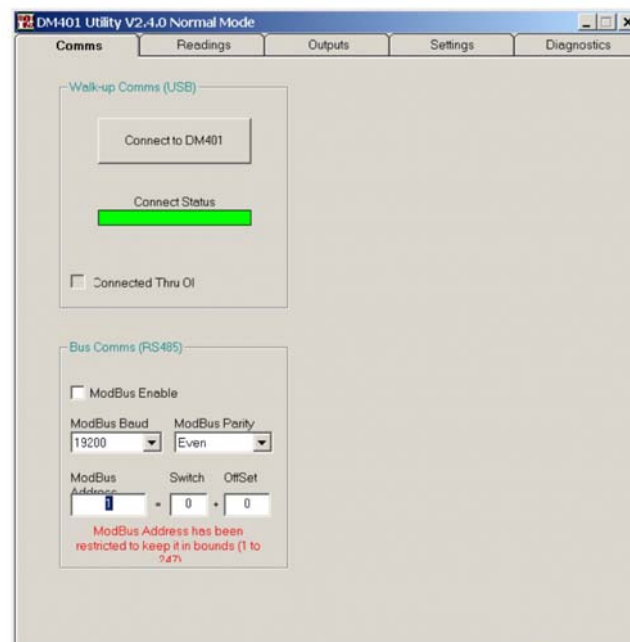 DM401 Utility V2.4.0 Normal Mode
Comms Readings Outputs Settings Diagnostics
Walk-up Comms (USB)
Connect to DM401
Connect Status
Connected Thru OI
Bus Comms (RS485)
ModBus Enable
ModBus Baud ModBus Parity
19200 Even
ModBus Switch OffSet
Address
1 = 0 + 0
ModBus Address has been
restricted to keep it in bounds (1 to
247)